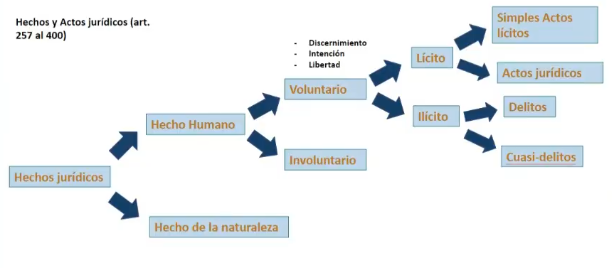 Hechos y Actos jurídicos (art.
257 al 400)
- Discernimiento
- Intención
- Libertad
Simples Actos
lícitos
Lícito
Actos jurídicos
Voluntario
Delitos
Ilícito
Hecho Humano
Cuasi-delitos
Involuntario
Hechos jurídicos
Hecho de la naturaleza